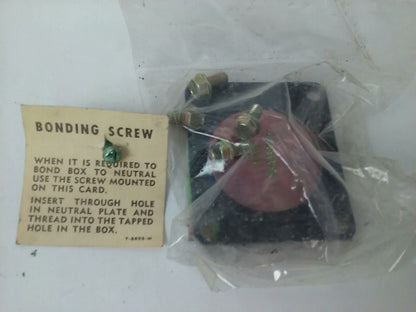 BONDING SCREW
WHEN IT IS REQUIRED TO
BOND BOX TO NEUTRAL
USE THE SCREW MOUNTED
ON THIS CARD.
INSERT THROUGH HOLE
IN NEUTRAL PLATE AND
THREAD INTO THE TAPPED
HOLE IN THE BOX.